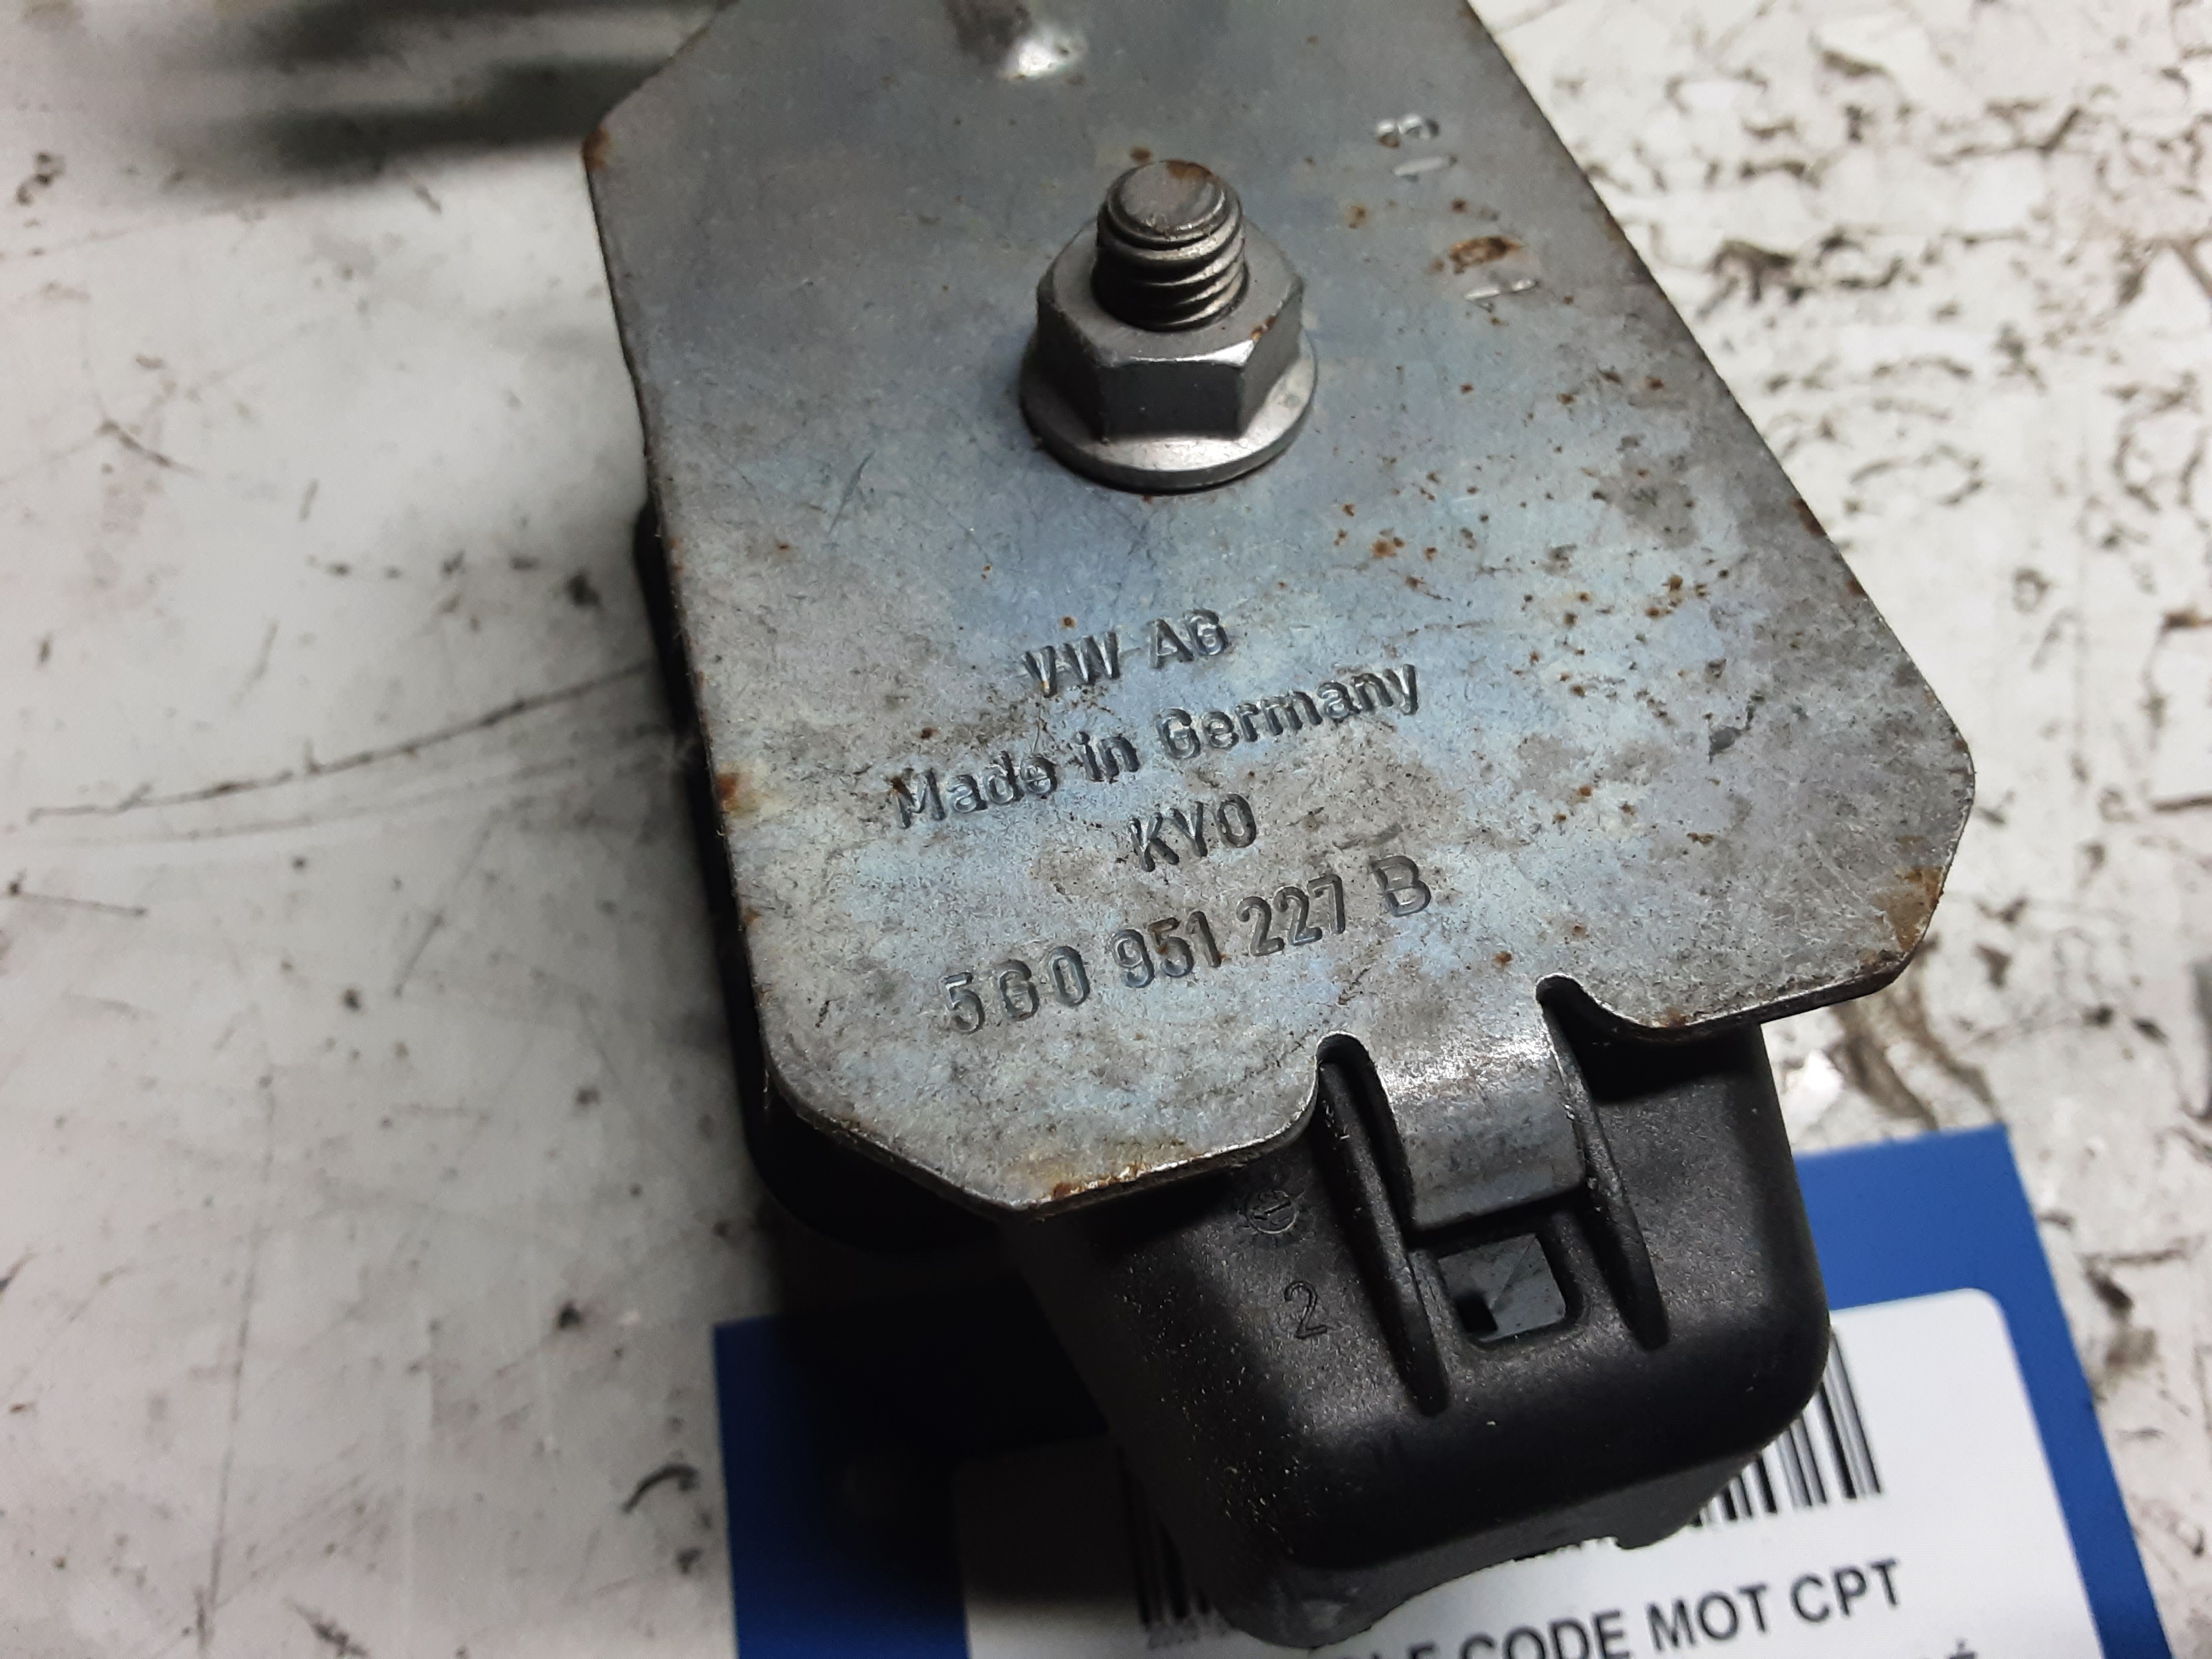 VW AG
Made in Germany
KYO
5G0 951 227 B
2
CODE MOT CPT